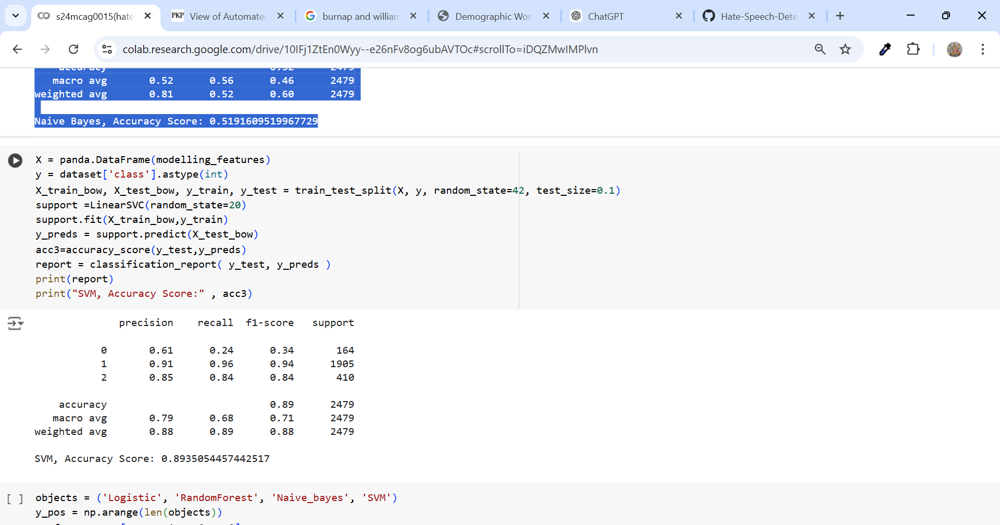 s24mcag0015(hate
View of Automated
burnap and william
Demographic Wor
ChatGPT
Hate-Speech-Dete
colab.research.google.com/drive/10IFj1ZtEn0Wyy--e26nFv8og6ubAVTOc#scrollTo=iDQZMwIMPlvn
accuracy 2479
macro avg 0.52 0.56 0.46 2479
weighted avg 0.81 0.52 0.60 2479
Naive Bayes, Accuracy Score: 0.5191609519967729
X = panda.DataFrame(modelling_features)
y = dataset['class'].astype(int)
X_train_bow, X_test_bow, y_train, y_test = train_test_split(X, y, random_state=42, test_size=0.1)
support =LinearSVC(random_state=20)
support.fit(X_train_bow,y_train)
y_preds = support.predict(X_test_bow)
acc3=accuracy_score(y_test,y_preds)
report = classification_report( y_test, y_preds )
print(report)
print("SVM, Accuracy Score:" , acc3)
precision recall f1-score support
0 0.61 0.24 0.34 164
1 0.91 0.96 0.94 1905
2 0.85 0.84 0.84 410
accuracy 0.89 2479
macro avg 0.79 0.68 0.71 2479
weighted avg 0.88 0.89 0.88 2479
SVM, Accuracy Score: 0.8935054457442517
[ ] objects = ('Logistic', 'RandomForest', 'Naive_bayes', 'SVM')
y_pos = np.arange(len(objects))